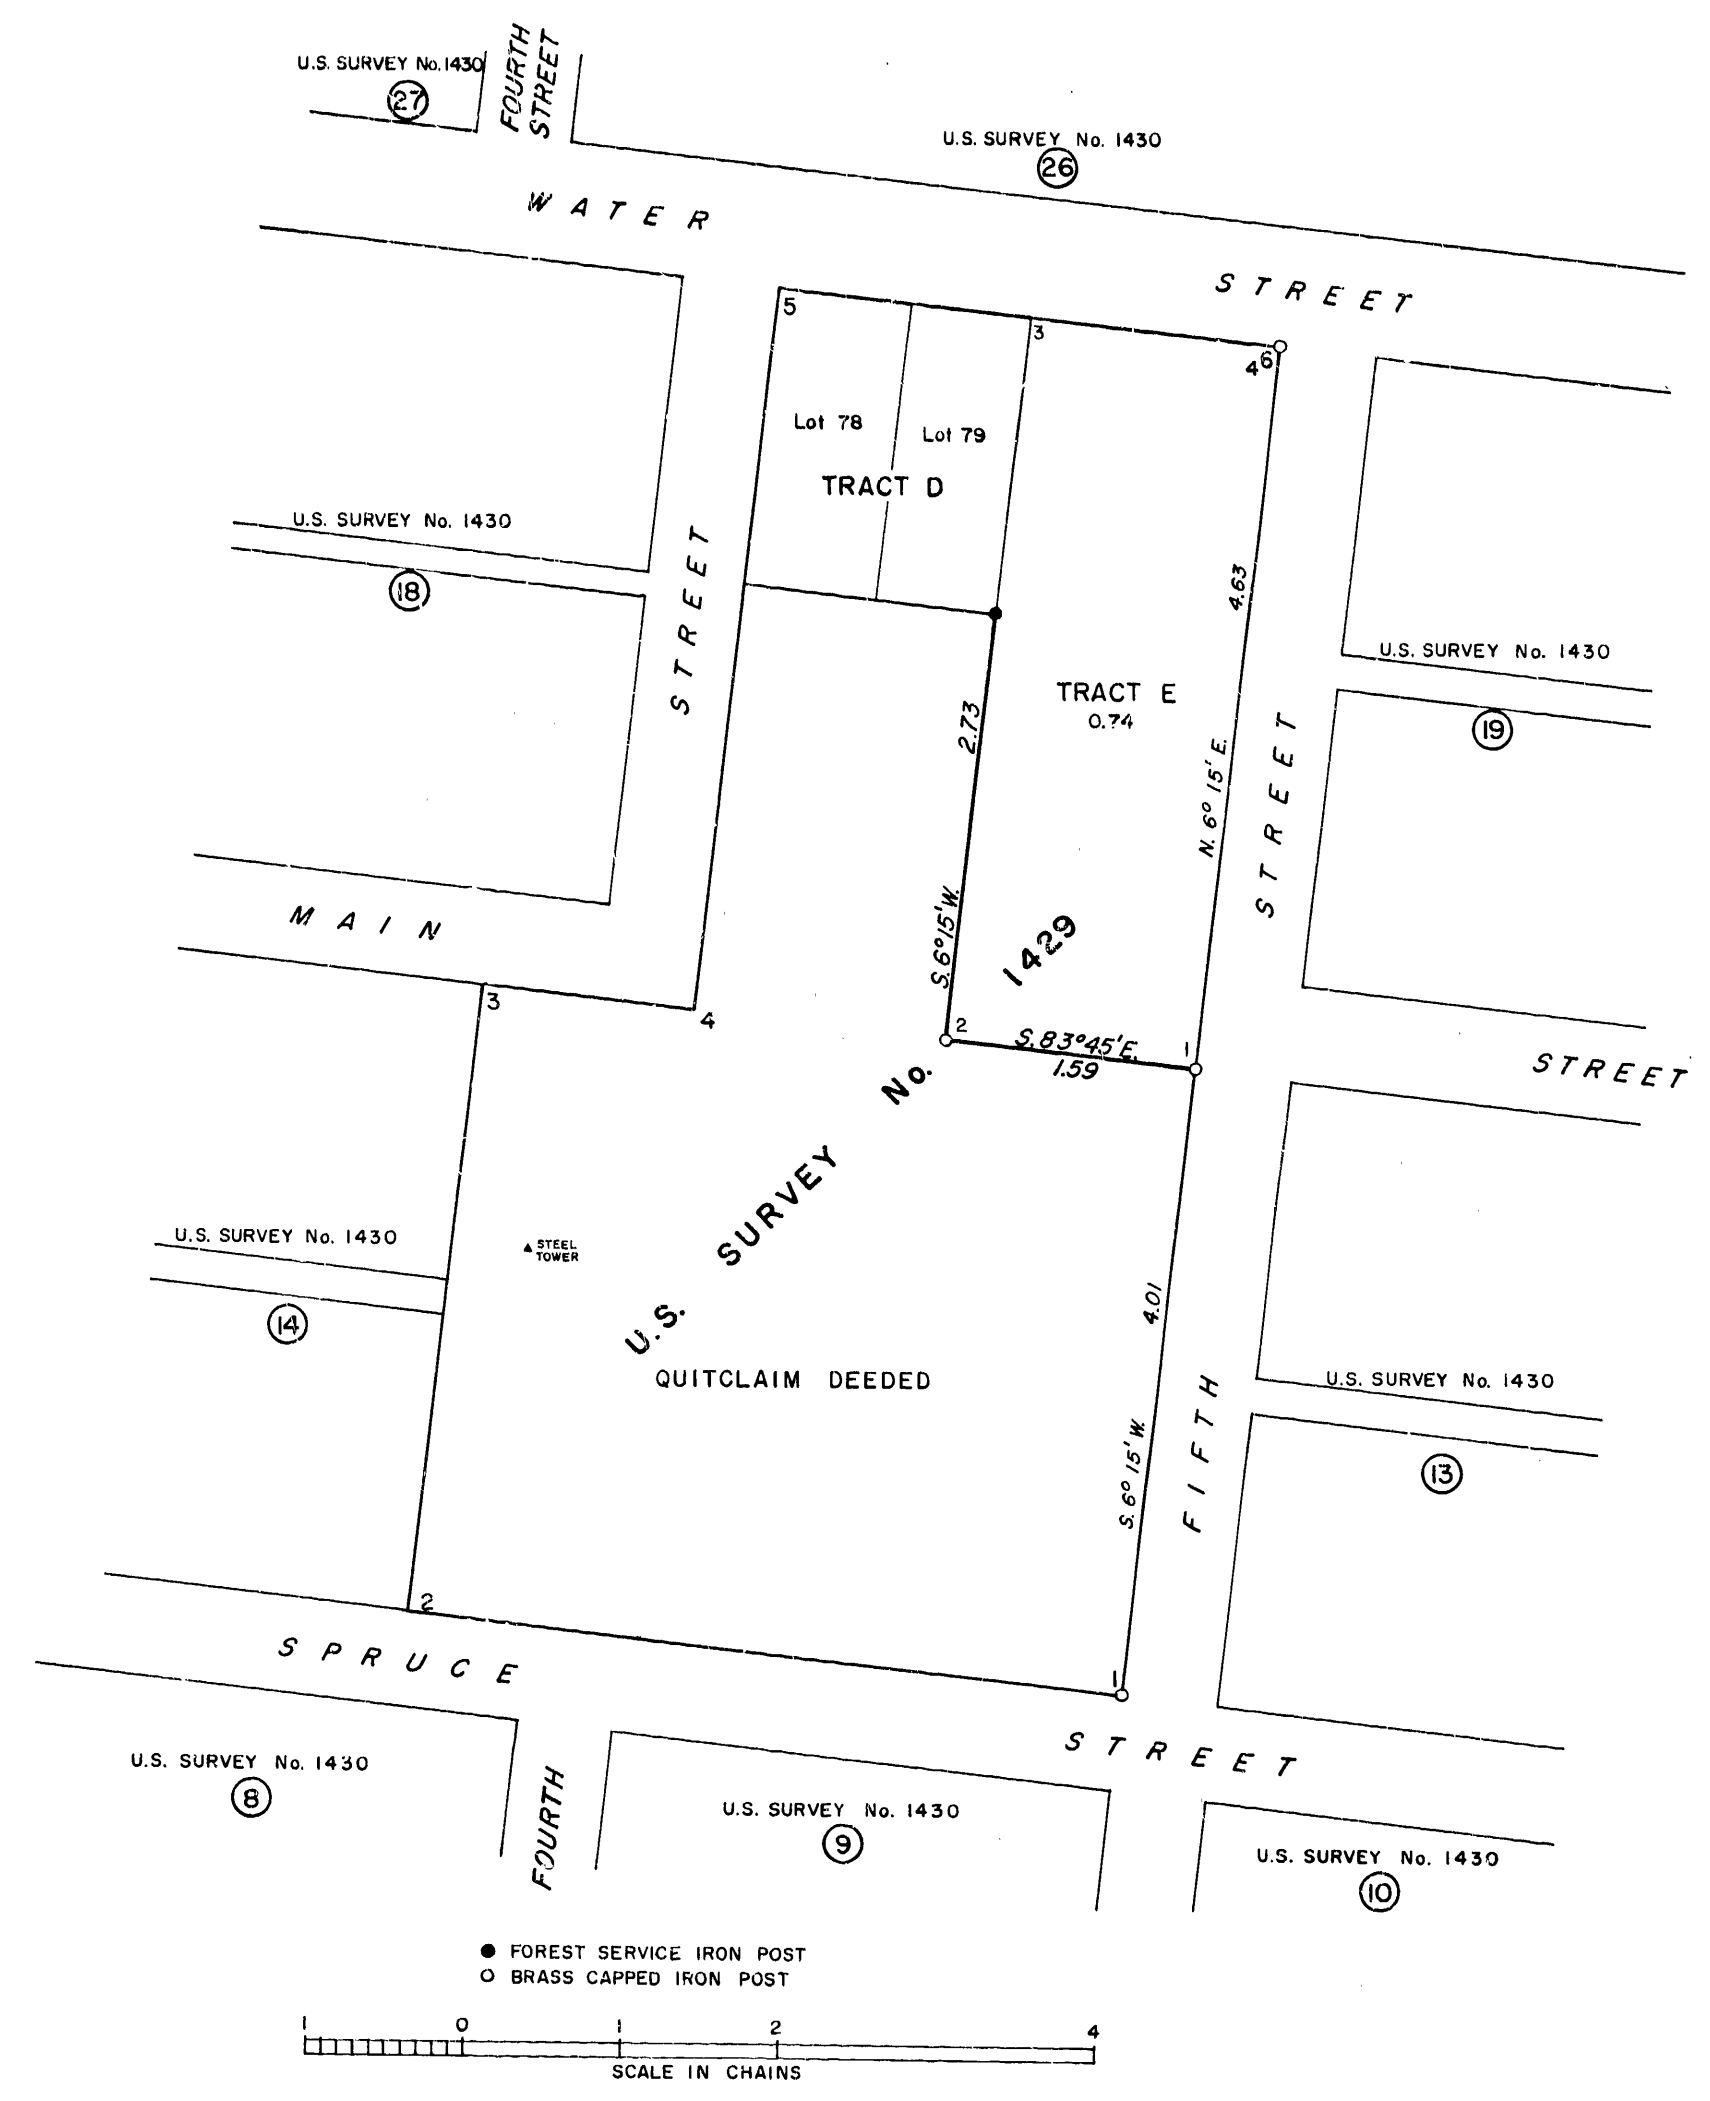 FOURTH
STREET
U.S. SURVEY No. 1430
27
U.S. SURVEY No. 1430
26
WATER
STREET
5
3
4
6
Lot 78
Lot 79
TRACT D
U.S. SURVEY No. 1430
18
STREET
4.63
N. 6° 15' E.
U.S. SURVEY No. 1430
19
TRACT E
0.74
2.73
S. 6° 15' W.
STREET
MAIN
3
4
1429
2
S. 83° 45' E.
1.59
1
STREET
No.
SURVEY
U.S.
U.S. SURVEY No. 1430
14
STEEL
TOWER
4.01
S. 6° 15' W.
QUITCLAIM DEEDED
FIFTH
U.S. SURVEY No. 1430
13
2
1
SPRUCE
STREET
U.S. SURVEY No. 1430
8
FOURTH
U.S. SURVEY No. 1430
9
U.S. SURVEY No. 1430
10
FOREST SERVICE IRON POST
BRASS CAPPED IRON POST
1 0 1 2 4
SCALE IN CHAINS